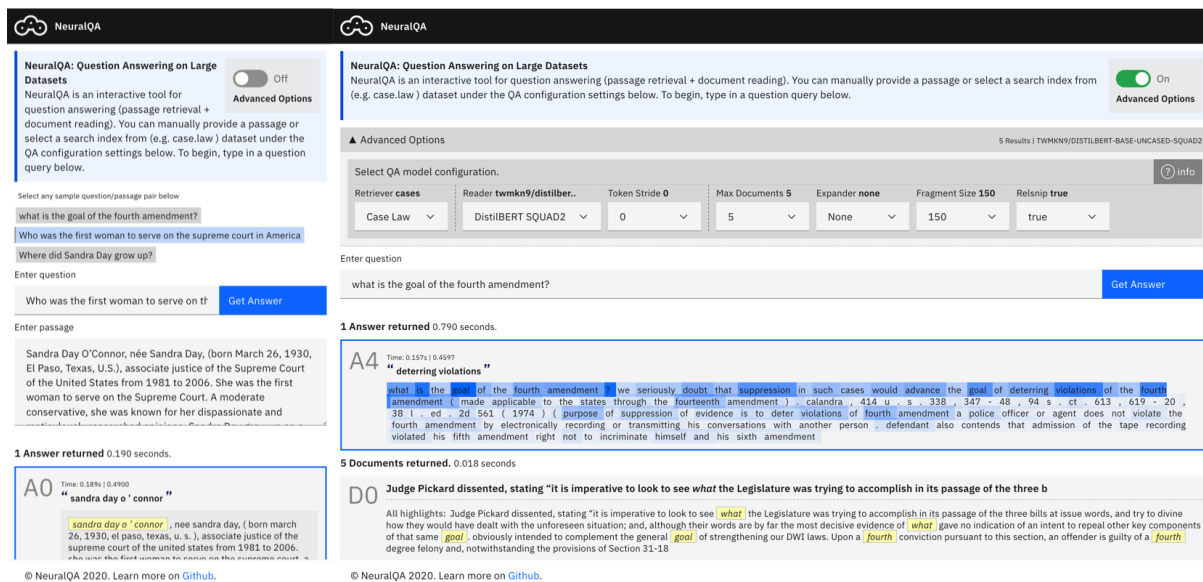 NeuralQA
NeuralQA: Question Answering on Large
Datasets
NeuralQA is an interactive tool for
question answering (passage retrieval +
document reading). You can manually provide a passage or
select a search index from (e.g. case.law ) dataset under the
QA configuration settings below. To begin, type in a question
query below.
Off
Advanced Options
Select any sample question/passage pair below
what is the goal of the fourth amendment?
Who was the first woman to serve on the supreme court in America
Where did Sandra Day grow up?
Enter question
Who was the first woman to serve on th
Get Answer
Enter passage
Sandra Day O'Connor, née Sandra Day, (born March 26, 1930,
El Paso, Texas, U.S.), associate justice of the Supreme Court
of the United States from 1981 to 2006. She was the first
woman to serve on the Supreme Court. A moderate
conservative, she was known for her dispassionate and
1 Answer returned 0.190 seconds.
A0
Time: 0.189s | 0.4900
“ sandra day o ' connor ”
sandra day o ' connor , nee sandra day, ( born march
26, 1930, el paso, texas, u. s. ), associate justice of the
supreme court of the united states from 1981 to 2006.
she was the first woman to serve on the supreme court. a
© NeuralQA 2020. Learn more on Github.
NeuralQA
NeuralQA: Question Answering on Large Datasets
NeuralQA is an interactive tool for question answering (passage retrieval + document reading). You can manually provide a passage or select a search index from
(e.g. case.law ) dataset under the QA configuration settings below. To begin, type in a question query below.
On
Advanced Options
▲ Advanced Options
5 Results | TWMKN9/DISTILBERT-BASE-UNCASED-SQUAD2
Select QA model configuration.
? info
Retriever cases Reader twmkn9/distilber.. Token Stride 0 Max Documents 5 Expander none Fragment Size 150 Relsnip true
Case Law DistilBERT SQUAD2 0 5 None 150 true
Enter question
what is the goal of the fourth amendment?
Get Answer
1 Answer returned 0.790 seconds.
A4
Time: 0.157s | 0.4597
“ deterring violations ”
what is the goal of the fourth amendment ? we seriously doubt that suppression in such cases would advance the goal of deterring violations of the fourth
amendment ( made applicable to the states through the fourteenth amendment ) . calandra , 414 u . s . 338 , 347 - 48 , 94 s . ct . 613 , 619 - 20 ,
38 l . ed . 2d 561 ( 1974 ) ( purpose of suppression of evidence is to deter violations of fourth amendment a police officer or agent does not violate the
fourth amendment by electronically recording or transmitting his conversations with another person . defendant also contends that admission of the tape recording
violated his fifth amendment right not to incriminate himself and his sixth amendment
5 Documents returned. 0.018 seconds
D0
Judge Pickard dissented, stating “it is imperative to look to see what the Legislature was trying to accomplish in its passage of the three b
All highlights: Judge Pickard dissented, stating “it is imperative to look to see what the Legislature was trying to accomplish in its passage of the three bills at issue words, and try to divine
how they would have dealt with the unforeseen situation; and, although their words are by far the most decisive evidence of what gave no indication of an intent to repeal other key components
of that same goal . obviously intended to complement the general goal of strengthening our DWI laws. Upon a fourth conviction pursuant to this section, an offender is guilty of a fourth
degree felony and, notwithstanding the provisions of Section 31-18
© NeuralQA 2020. Learn more on Github.